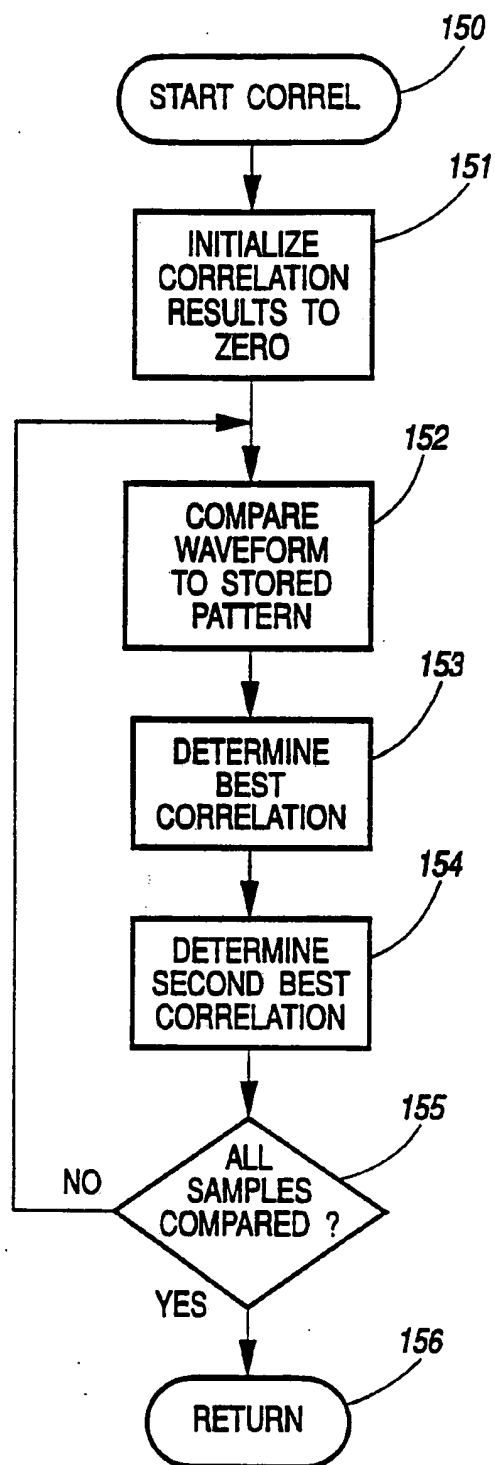 150
START CORREL
151
INITIALIZE
CORRELATION
RESULTS TO
ZERO
152
COMPARE
WAVEFORM
TO STORED
PATTERN
153
DETERMINE
BEST
CORRELATION
154
DETERMINE
SECOND BEST
CORRELATION
155
ALL
SAMPLES
COMPARED ?
NO
YES
156
RETURN